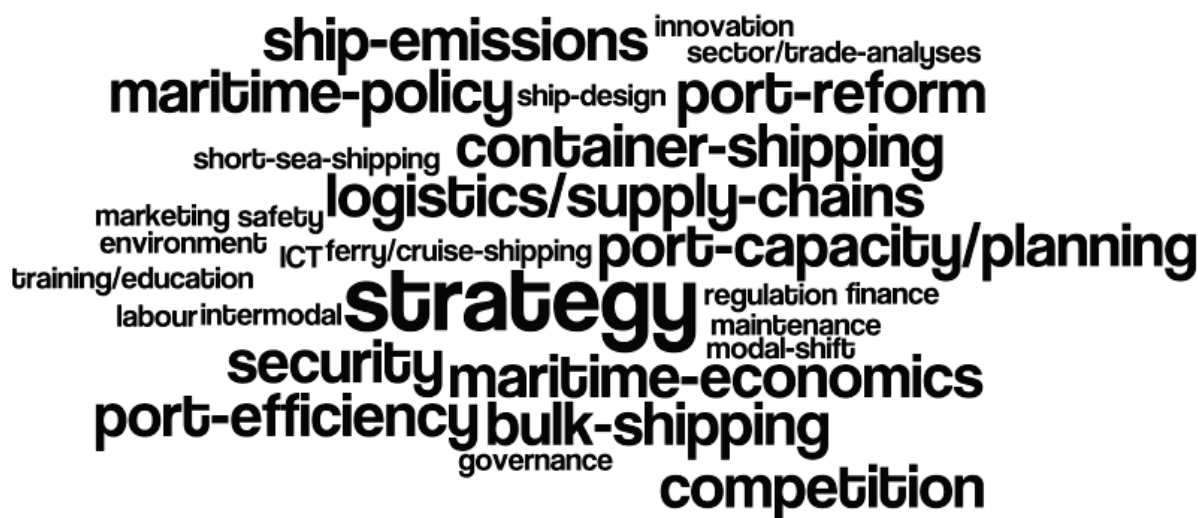 ship-emissions innovation
sector/trade-analyses
maritime-policy ship-design port-reform
short-sea-shipping container-shipping
logistics/supply-chains
marketing safety
environment ICT ferry/cruise-shipping port-capacity/planning
training/education
strategy regulation finance
labour intermodal maintenance
modal-shift
security maritime-economics
port-efficiency bulk-shipping
governance
competition